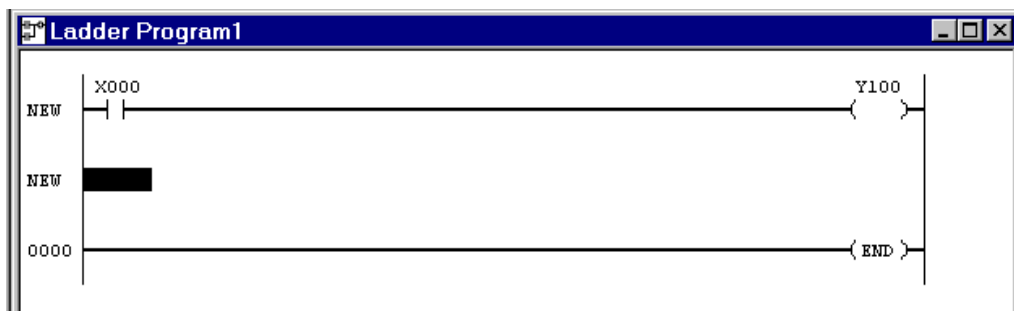 Ladder Program1
X000 Y100
NEW
NEW
0000 END